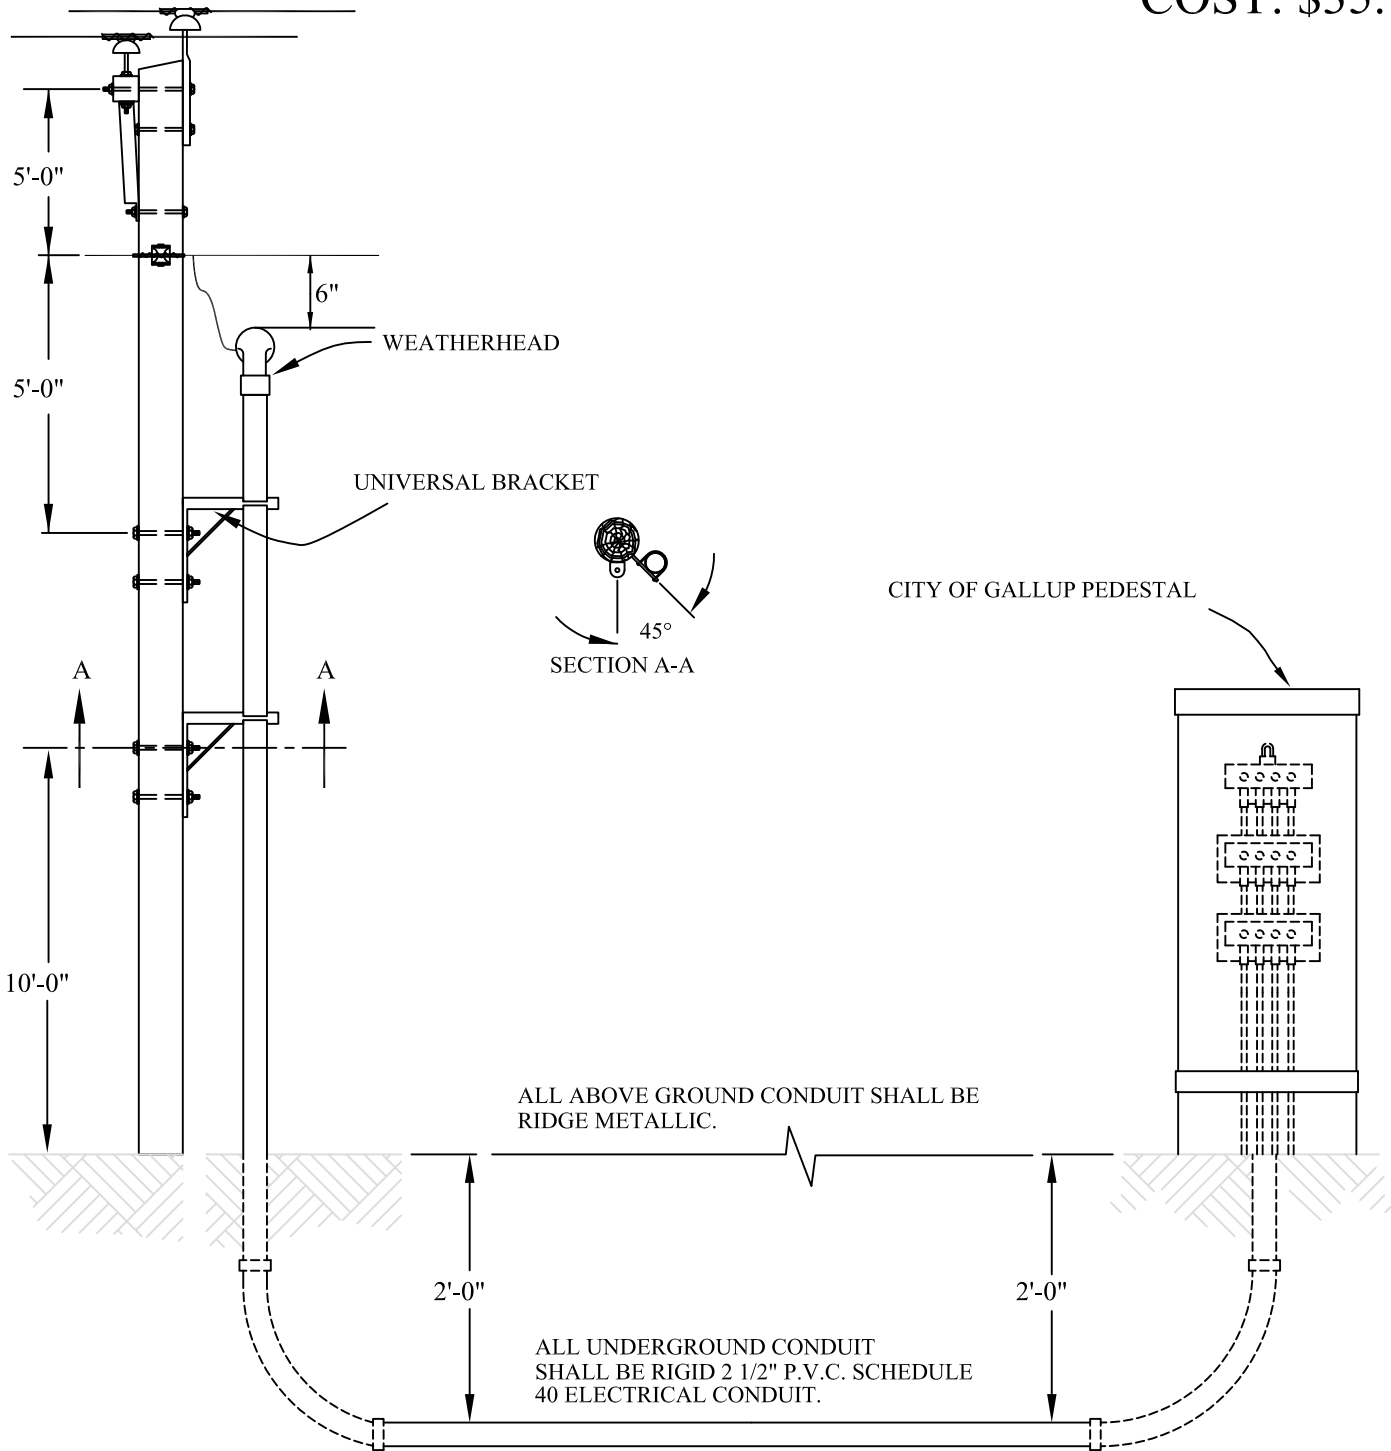 COST: $35.
5'-0"
6"
WEATHERHEAD
5'-0"
UNIVERSAL BRACKET
CITY OF GALLUP PEDESTAL
45°
SECTION A-A
A
A
10'-0"
ALL ABOVE GROUND CONDUIT SHALL BE
RIDGE METALLIC.
2'-0"
2'-0"
ALL UNDERGROUND CONDUIT
SHALL BE RIGID 2 1/2" P.V.C. SCHEDULE
40 ELECTRICAL CONDUIT.